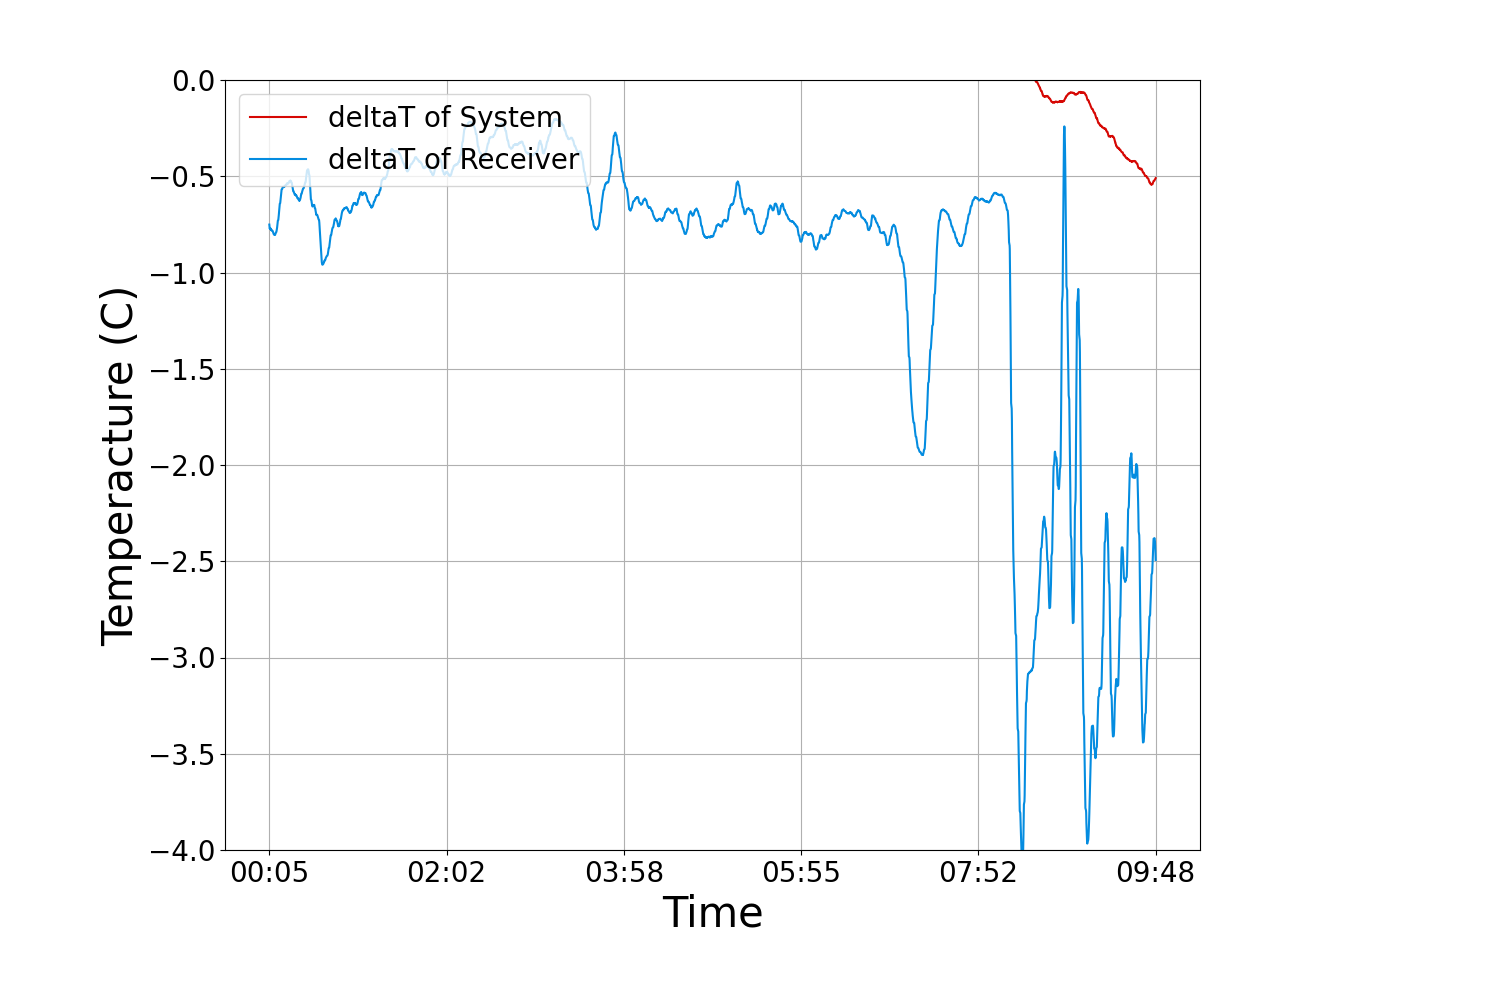 deltaT of System
deltaT of Receiver
0.0
−0.5
−1.0
−1.5
−2.0
−2.5
−3.0
−3.5
−4.0
Temperacture (C)
00:05 02:02 03:58 05:55 07:52 09:48
Time